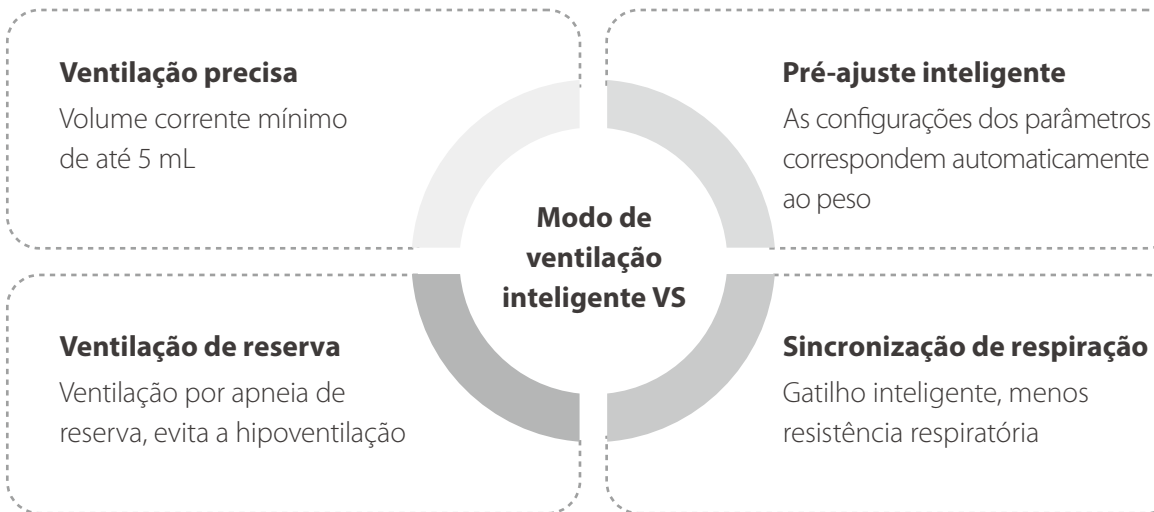 Ventilação precisa
Volume corrente mínimo
de até 5 mL
Pré-ajuste inteligente
As configurações dos parâmetros
correspondem automaticamente
ao peso
Modo de
ventilação
inteligente VS
Ventilação de reserva
Ventilação por apneia de
reserva, evita a hipoventilação
Sincronização de respiração
Gatilho inteligente, menos
resistência respiratória